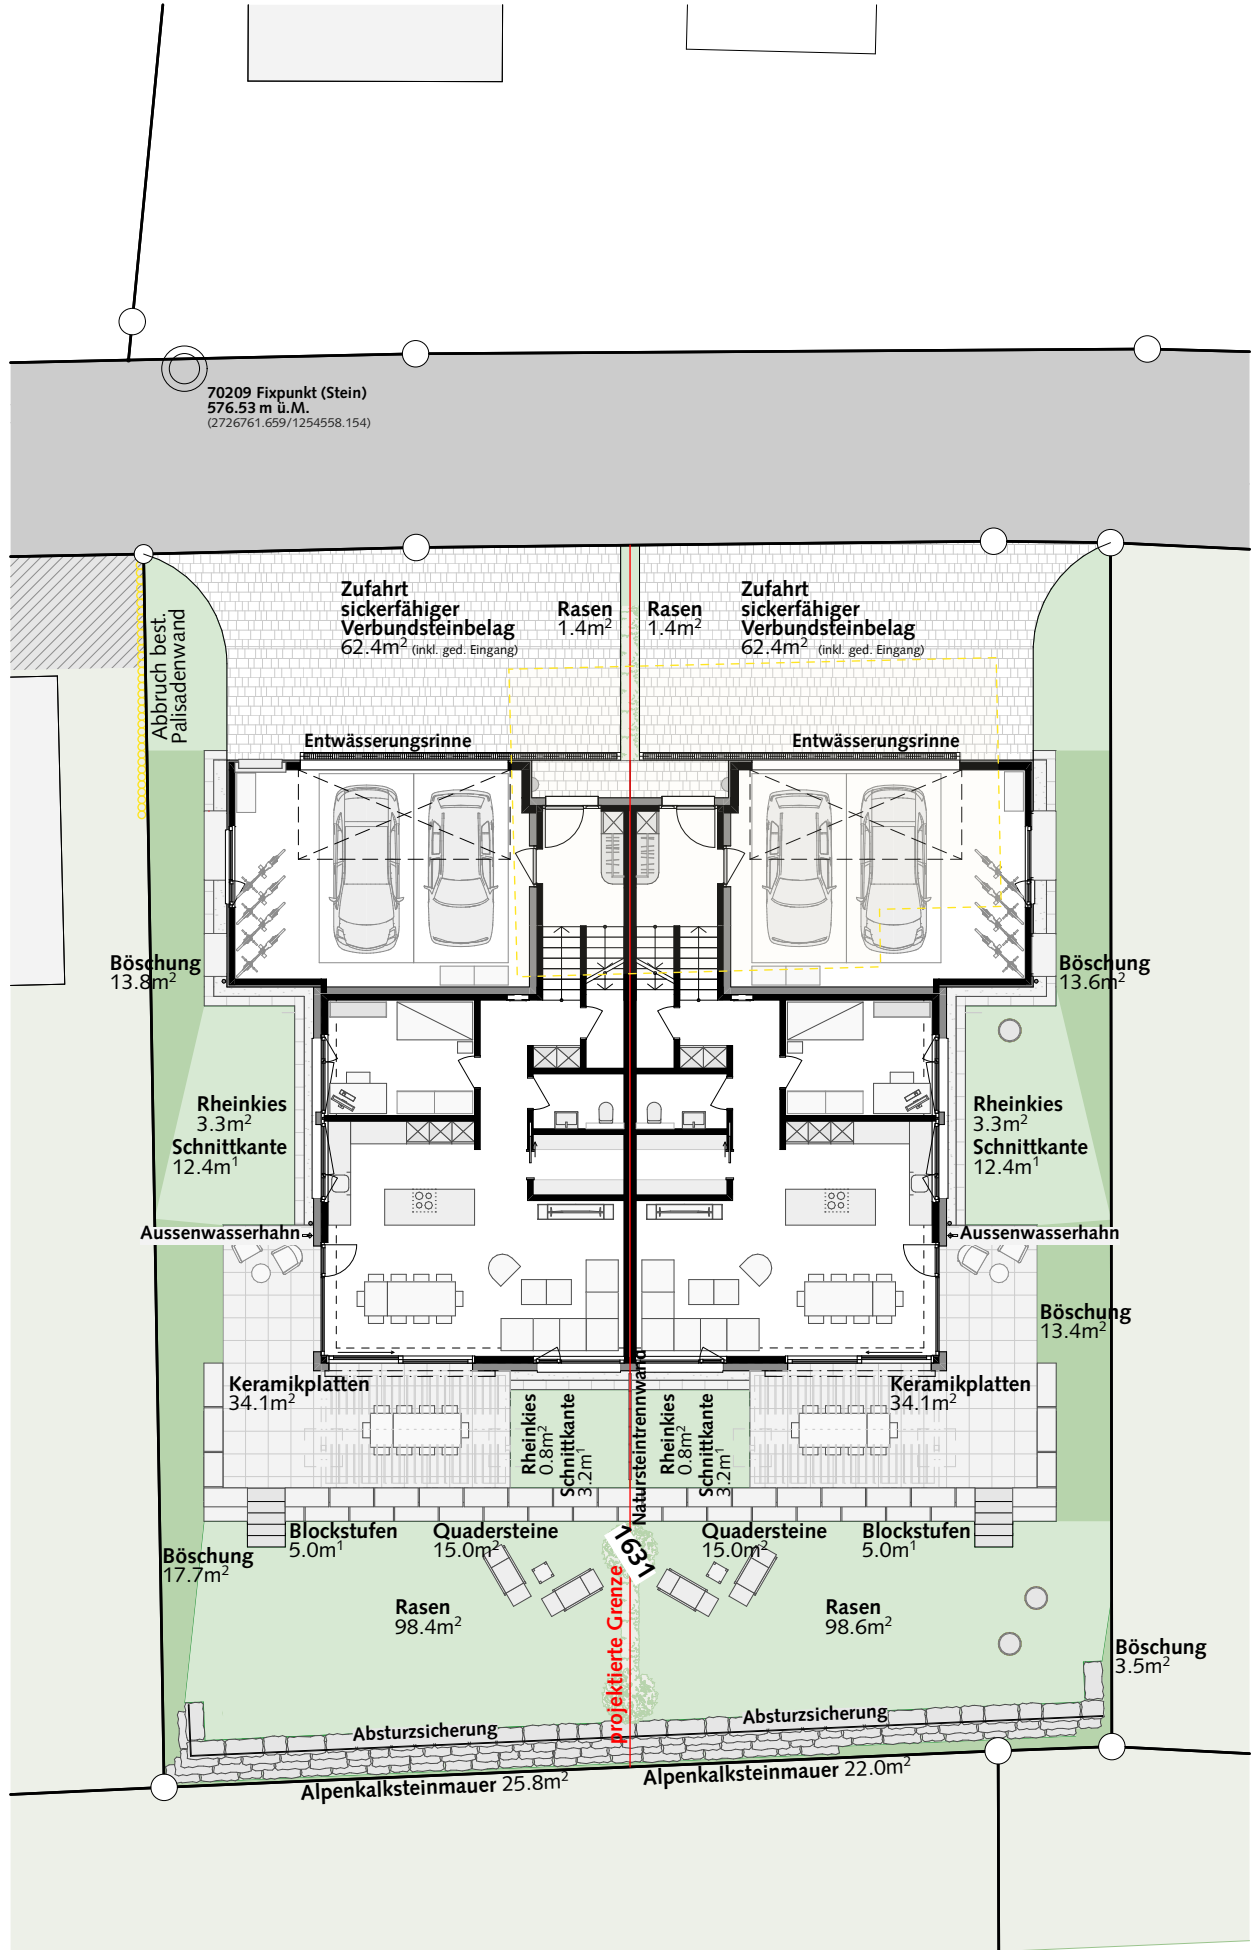 70209 Fixpunkt (Stein)
576.53 m ü.M.
(2726761.659/1254558.154)
Abbruch best.
Palisadenwand
Zufahrt
sickerfähiger
Verbundsteinbelag
62.4m² (inkl. ged. Eingang)
Rasen
1.4m²
Rasen
1.4m²
Zufahrt
sickerfähiger
Verbundsteinbelag
62.4m² (inkl. ged. Eingang)
Entwässerungsrinne
Entwässerungsrinne
Böschung
13.8m²
Böschung
13.6m²
Rheinkies
3.3m²
Schnittkante
12.4m¹
Rheinkies
3.3m²
Schnittkante
12.4m¹
Aussenwasserhahn
Aussenwasserhahn
Böschung
13.4m²
Keramikplatten
34.1m²
Rheinkies
0.8m²
Schnittkante
3.2m¹
Natursteintrennwand
Rheinkies
0.8m²
Schnittkante
3.2m¹
Keramikplatten
34.1m²
Blockstufen
5.0m¹
Quadersteine
15.0m²
Quadersteine
15.0m²
Blockstufen
5.0m¹
1631
Böschung
17.7m²
Rasen
98.4m²
projektierte Grenze
Rasen
98.6m²
Böschung
3.5m²
Absturzsicherung
Absturzsicherung
Alpenkalksteinmauer 25.8m²
Alpenkalksteinmauer 22.0m²